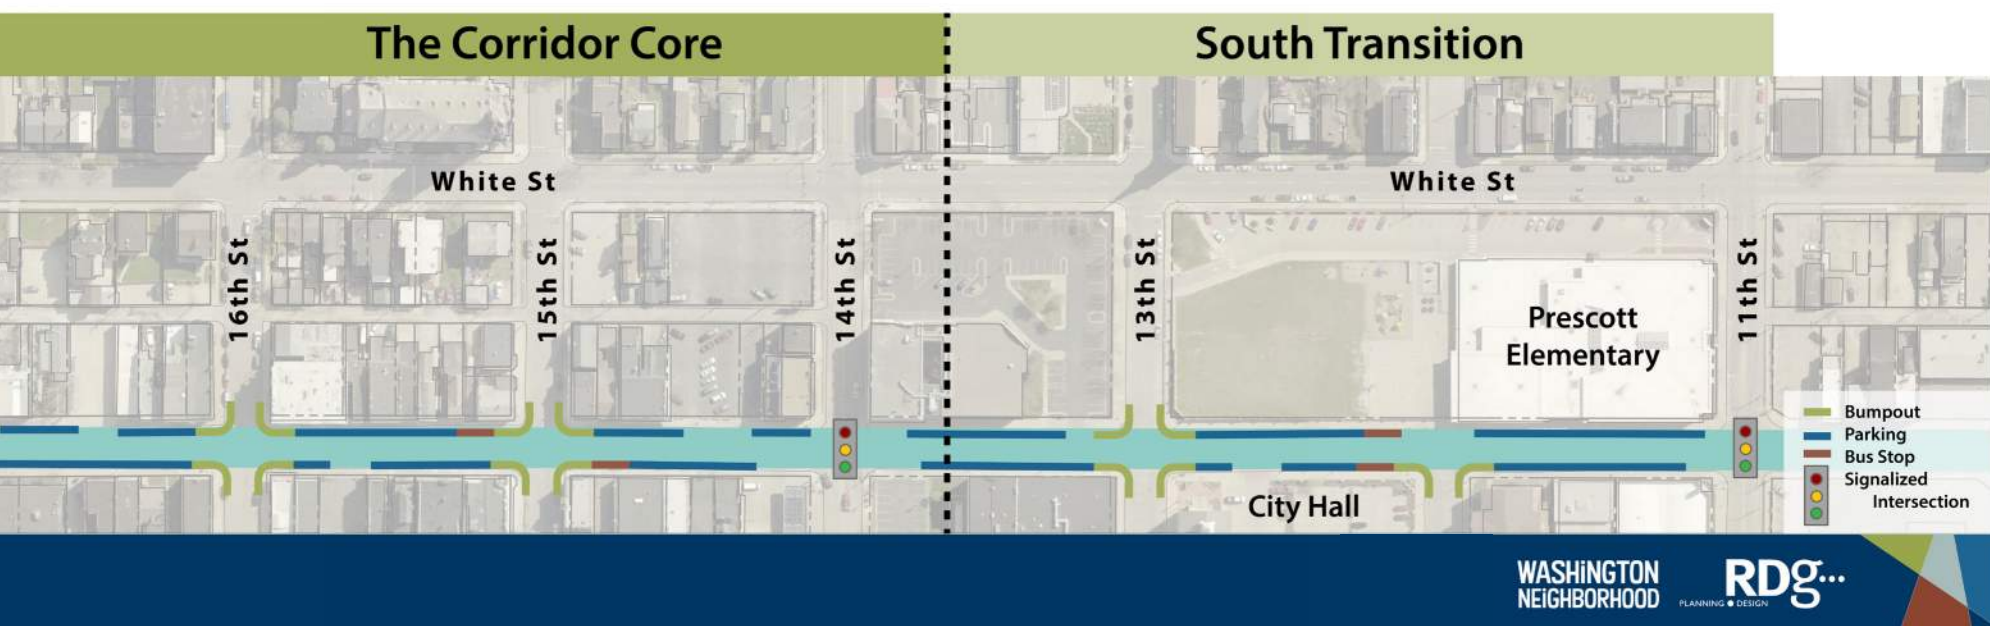 The Corridor Core
South Transition
White St
White St
16th St
15th St
14th St
13th St
11th St
Prescott
Elementary
City Hall
Bumpout
Parking
Bus Stop
Signalized
Intersection
WASHiNGTON
NEiGHBORHOOD
RDg...
PLANNING • DESIGN